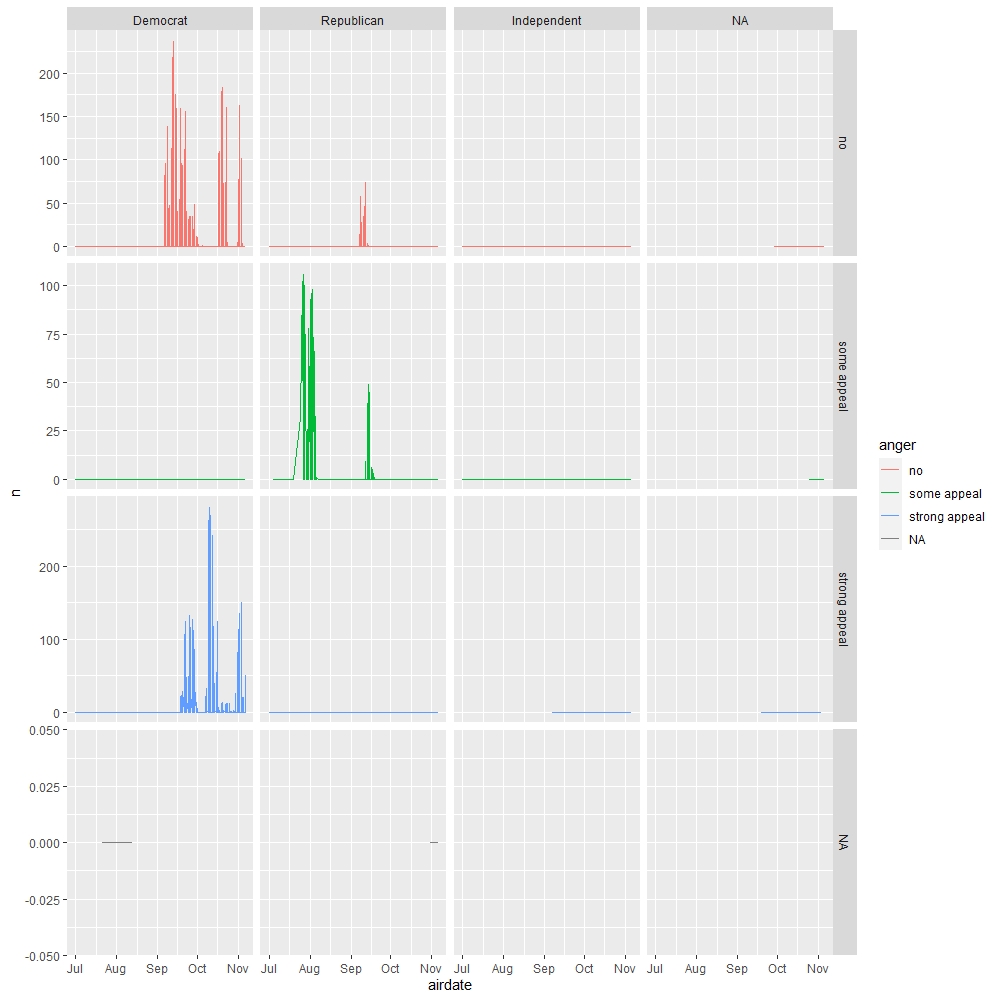 Democrat Republican Independent NA
200
150
100
50
0
no
100
75
50
25
0
some appeal
n
200
100
0
strong appeal
0.050
0.025
0.000
-0.025
-0.050
NA
Jul Aug Sep Oct Nov Jul Aug Sep Oct Nov Jul Aug Sep Oct Nov Jul Aug Sep Oct Nov
airdate
anger
no
some appeal
strong appeal
NA